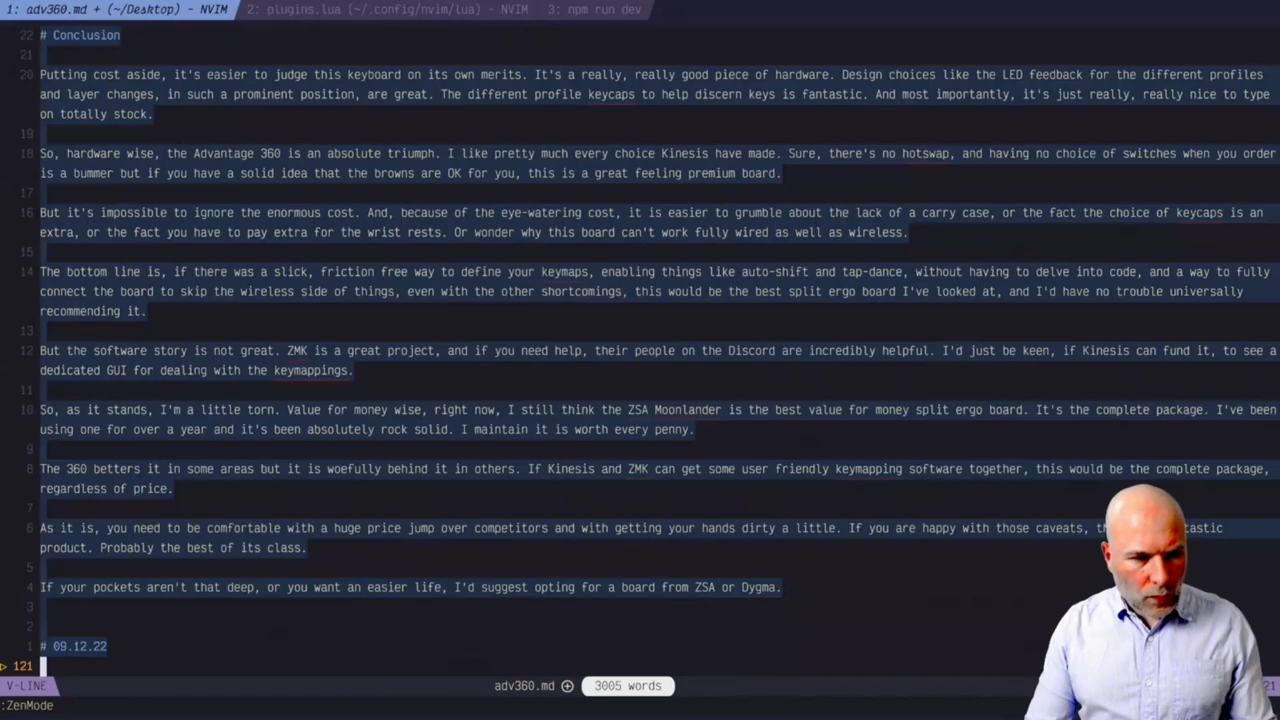 1: adv360.md + (~/Desktop) - NVIM 2: plugins.lua (~/.config/nvim/lua) - NVIM 3: npm run dev
22 # Conclusion
21
20 Putting cost aside, it's easier to judge this keyboard on its own merits. It's a really, really good piece of hardware. Design choices like the LED feedback for the different profiles
and layer changes, in such a prominent position, are great. The different profile keycaps to help discern keys is fantastic. And most importantly, it's just really, really nice to type
on totally stock.
19
18 So, hardware wise, the Advantage 360 is an absolute triumph. I like pretty much every choice Kinesis have made. Sure, there's no hotswap, and having no choice of switches when you order
is a bummer but if you have a solid idea that the browns are OK for you, this is a great feeling premium board.
17
16 But it's impossible to ignore the enormous cost. And, because of the eye-watering cost, it is easier to grumble about the lack of a carry case, or the fact the choice of keycaps is an
extra, or the fact you have to pay extra for the wrist rests. Or wonder why this board can't work fully wired as well as wireless.
15
14 The bottom line is, if there was a slick, friction free way to define your keymaps, enabling things like auto-shift and tap-dance, without having to delve into code, and a way to fully
connect the board to skip the wireless side of things, even with the other shortcomings, this would be the best split ergo board I've looked at, and I'd have no trouble universally
recommending it.
13
12 But the software story is not great. ZMK is a great project, and if you need help, their people on the Discord are incredibly helpful. I'd just be keen, if Kinesis can fund it, to see a
dedicated GUI for dealing with the keymappings.
11
10 So, as it stands, I'm a little torn. Value for money wise, right now, I still think the ZSA Moonlander is the best value for money split ergo board. It's the complete package. I've been
using one for over a year and it's been absolutely rock solid. I maintain it is worth every penny.
9
8 The 360 betters it in some areas but it is woefully behind it in others. If Kinesis and ZMK can get some user friendly keymapping software together, this would be the complete package,
regardless of price.
7
6 As it is, you need to be comfortable with a huge price jump over competitors and with getting your hands dirty a little. If you are happy with those caveats,
product. Probably the best of its class.
5
4 If your pockets aren't that deep, or you want an easier life, I'd suggest opting for a board from ZSA or Dygma.
3
2
1 # 09.12.22
121
V-LINE adv360.md 3005 words
:ZenMode